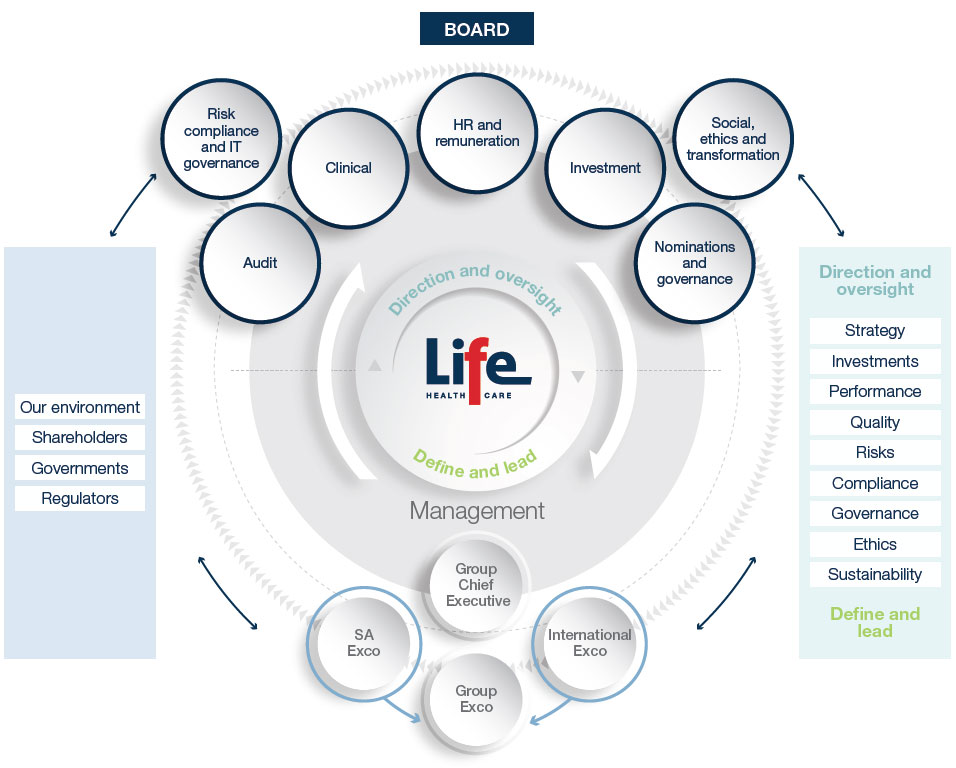 BOARD
Risk
compliance
and IT
governance
Clinical
HR and
remuneration
Investment
Social,
ethics and
transformation
Audit
Nominations
and
governance
Direction and oversight
Life
HEALTH CARE
Define and lead
Management
Our environment
Shareholders
Governments
Regulators
Direction and
oversight
Strategy
Investments
Performance
Quality
Risks
Compliance
Governance
Ethics
Sustainability
Define and
lead
Group
Chief
Executive
SA
Exco
International
Exco
Group
Exco